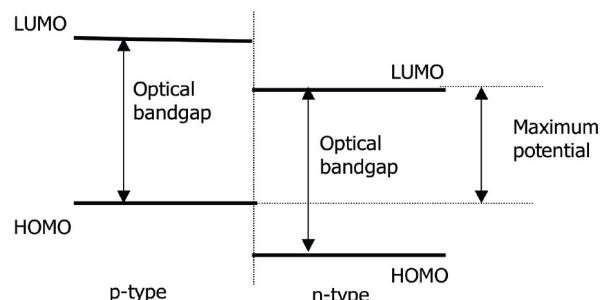 LUMO
Optical
bandgap
HOMO
p-type
LUMO
Optical
bandgap
HOMO
n-type
Maximum
potential